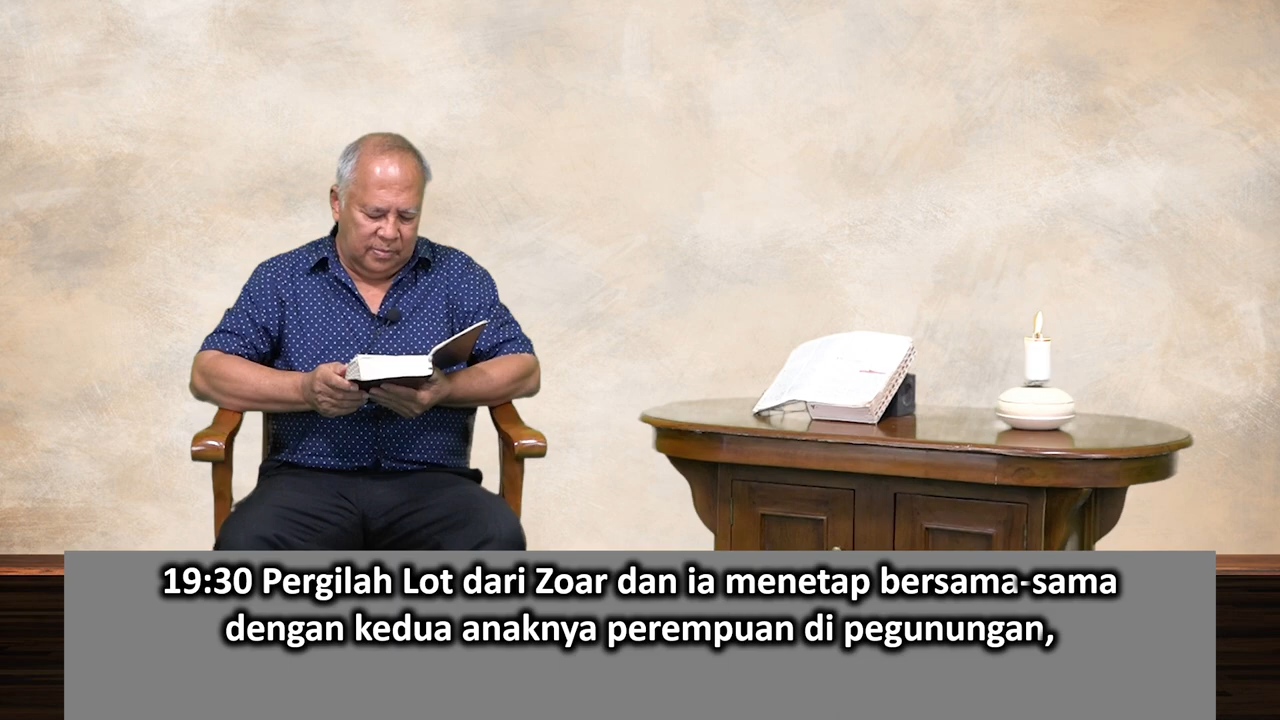 19:30 Pergilah Lot dari Zoar dan ia menetap bersama-sama
dengan kedua anaknya perempuan di pegunungan,